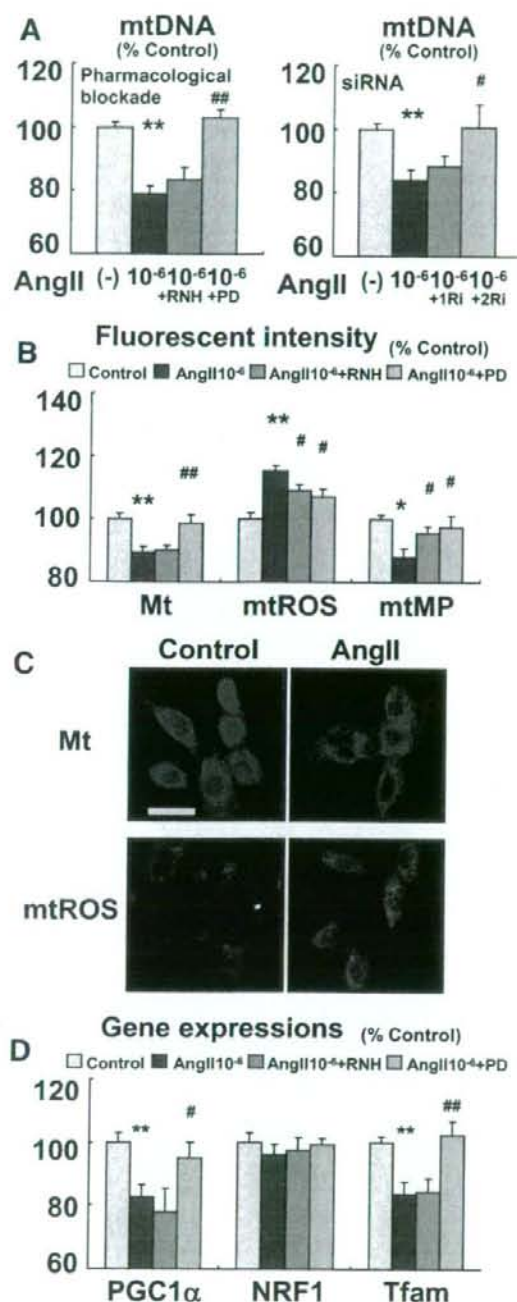 A
mtDNA
(% Control)
Pharmacological
blockade
**
##
120
100
80
60
AngII (-) 10⁻⁶ 10⁻⁶ 10⁻⁶
+RNH +PD
mtDNA
(% Control)
siRNA
**
#
120
100
80
60
(-) 10⁻⁶ 10⁻⁶ 10⁻⁶
+1Ri +2Ri
B
Fluorescent intensity (% Control)
Control AngII10⁻⁶ AngII10⁻⁶+RNH AngII10⁻⁶+PD
140
120
100
80
** ## ** # # * # #
Mt mtROS mtMP
C
Control AngII
Mt
mtROS
D
Gene expressions (% Control)
Control AngII10⁻⁶ AngII10⁻⁶+RNH AngII10⁻⁶+PD
120
100
80
60
** # ** ##
PGC1α NRF1 Tfam